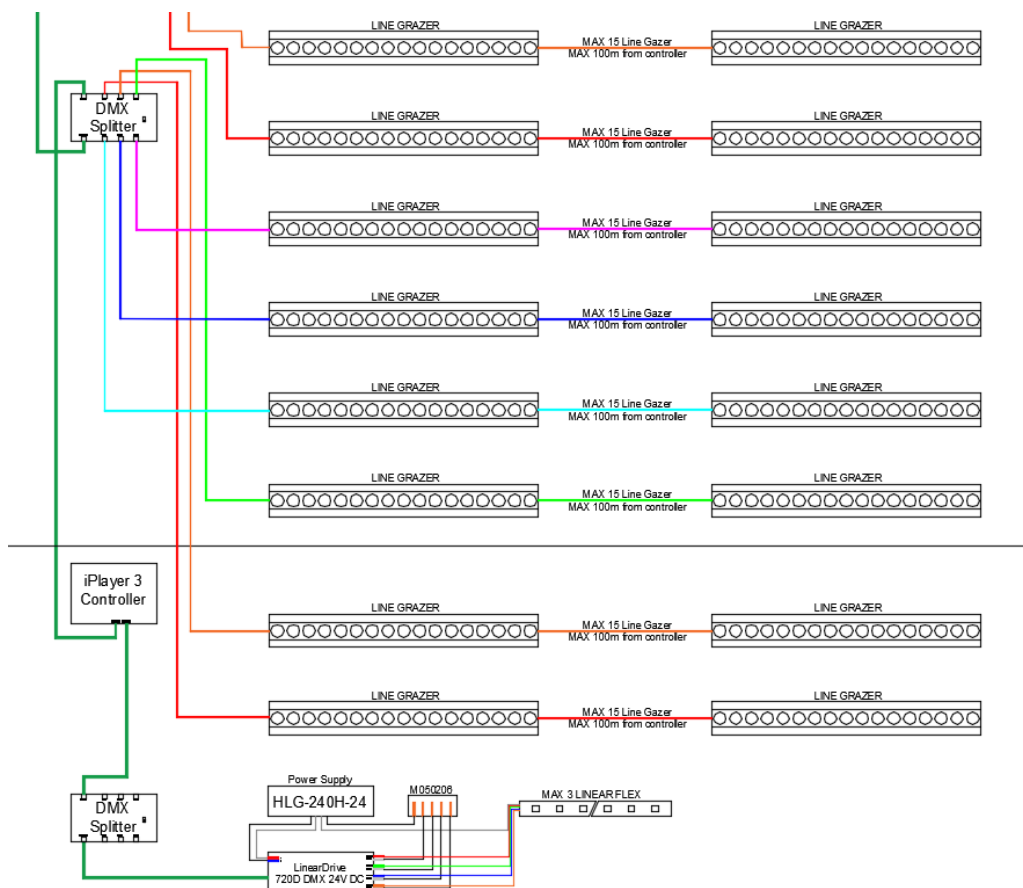 LINE GRAZER
LINE GRAZER
MAX 15 Line Gazer
MAX 100m from controller
DMX
Splitter
LINE GRAZER
LINE GRAZER
MAX 15 Line Gazer
MAX 100m from controller
LINE GRAZER
LINE GRAZER
MAX 15 Line Gazer
MAX 100m from controller
LINE GRAZER
LINE GRAZER
MAX 15 Line Gazer
MAX 100m from controller
LINE GRAZER
LINE GRAZER
MAX 15 Line Gazer
MAX 100m from controller
LINE GRAZER
LINE GRAZER
MAX 15 Line Gazer
MAX 100m from controller
iPlayer 3
Controller
LINE GRAZER
LINE GRAZER
MAX 15 Line Gazer
MAX 100m from controller
LINE GRAZER
LINE GRAZER
MAX 15 Line Gazer
MAX 100m from controller
DMX
Splitter
Power Supply
HLG-240H-24
M050206
MAX 3 LINEAR FLEX
LinearDrive
720D DMX 24V DC